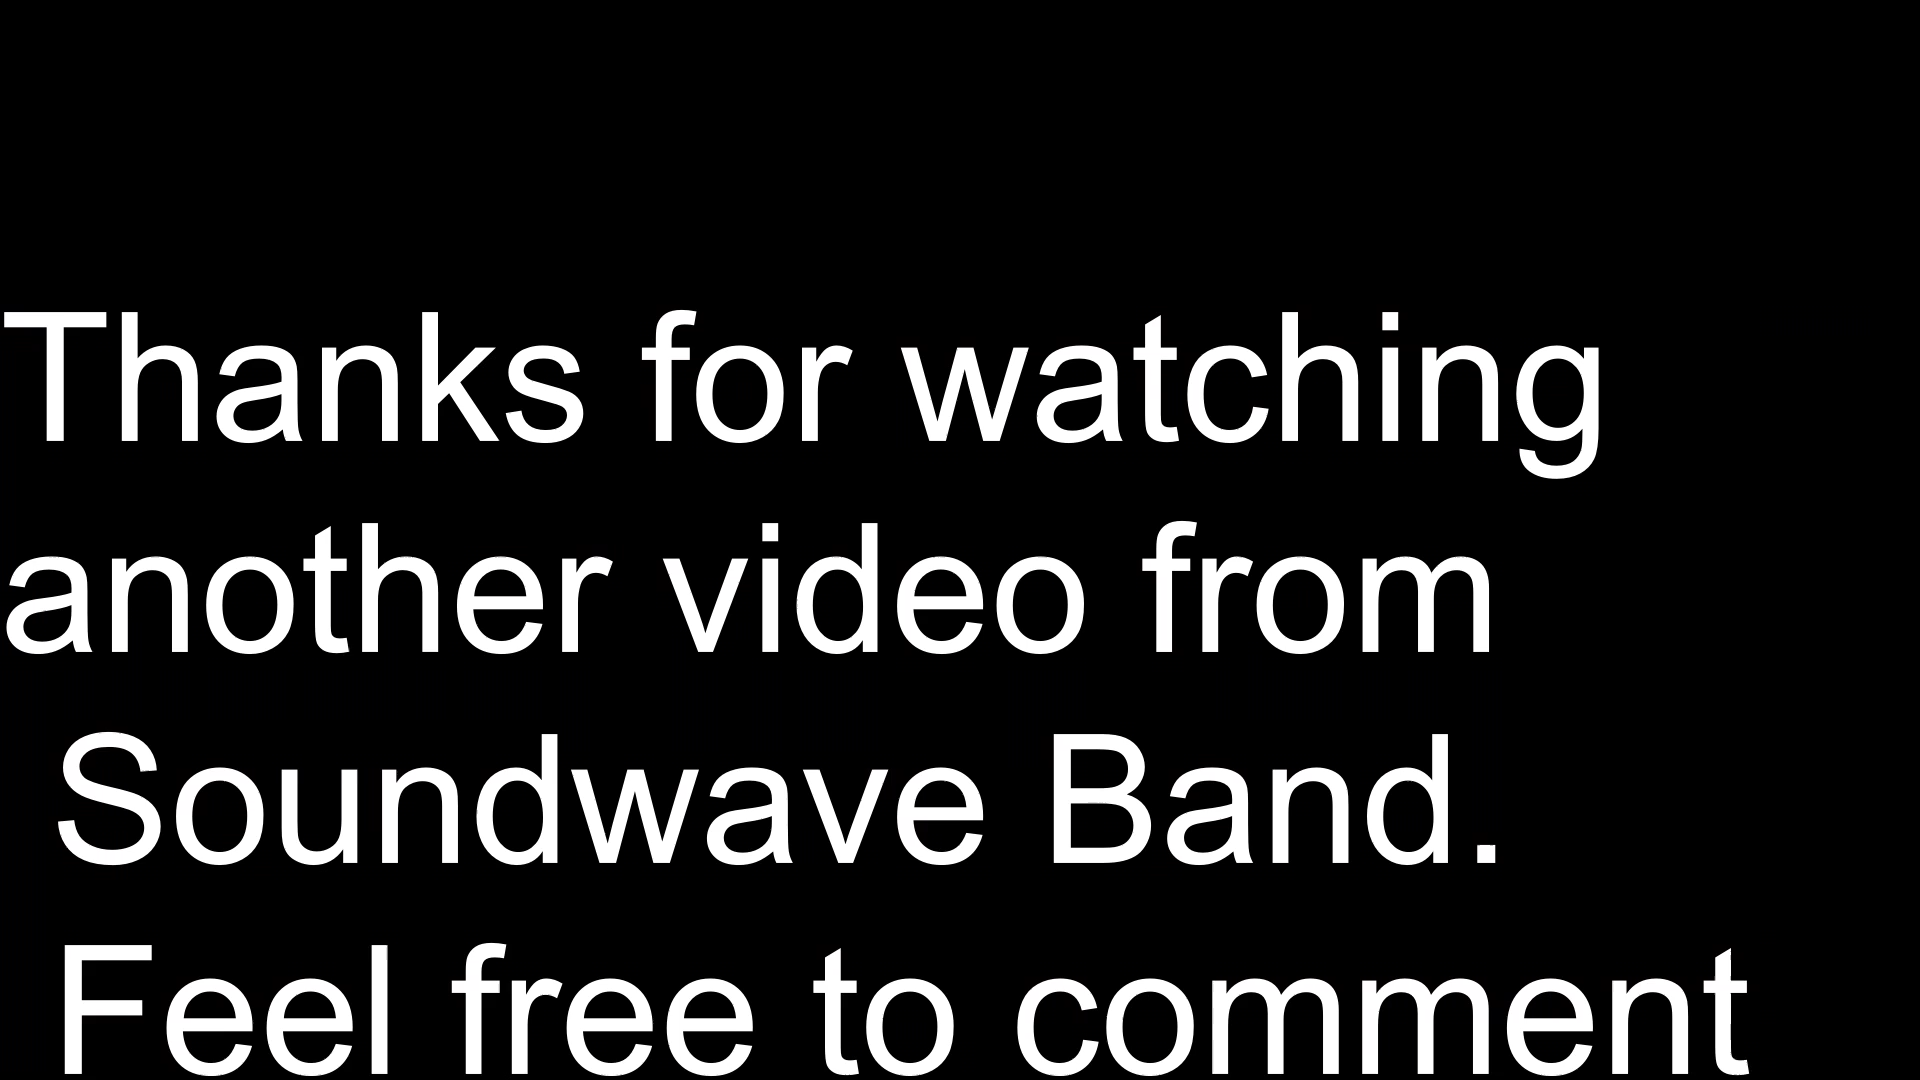 Thanks for watching
another video from
Soundwave Band.
Feel free to comment